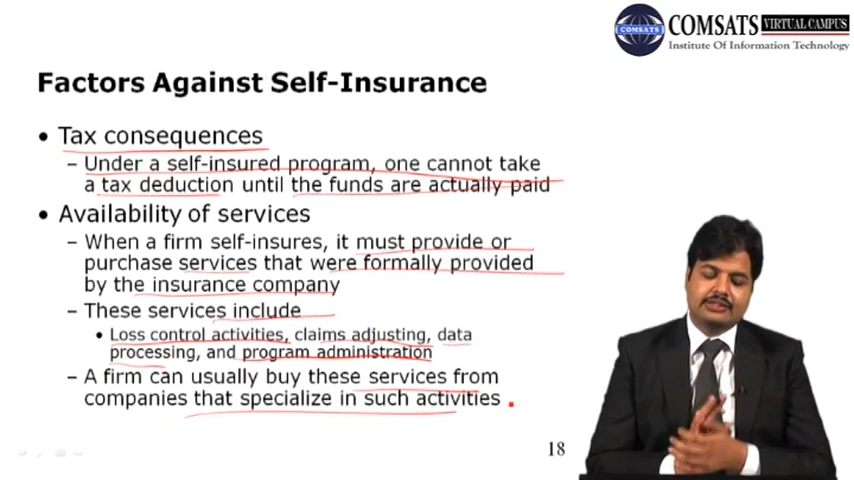 COMSATS VIRTUAL CAMPUS
Institute Of Information Technology
Factors Against Self-Insurance
• Tax consequences
– Under a self-insured program, one cannot take
a tax deduction until the funds are actually paid
• Availability of services
– When a firm self-insures, it must provide or
purchase services that were formally provided
by the insurance company
– These services include
• Loss control activities, claims adjusting, data
processing, and program administration
– A firm can usually buy these services from
companies that specialize in such activities
18